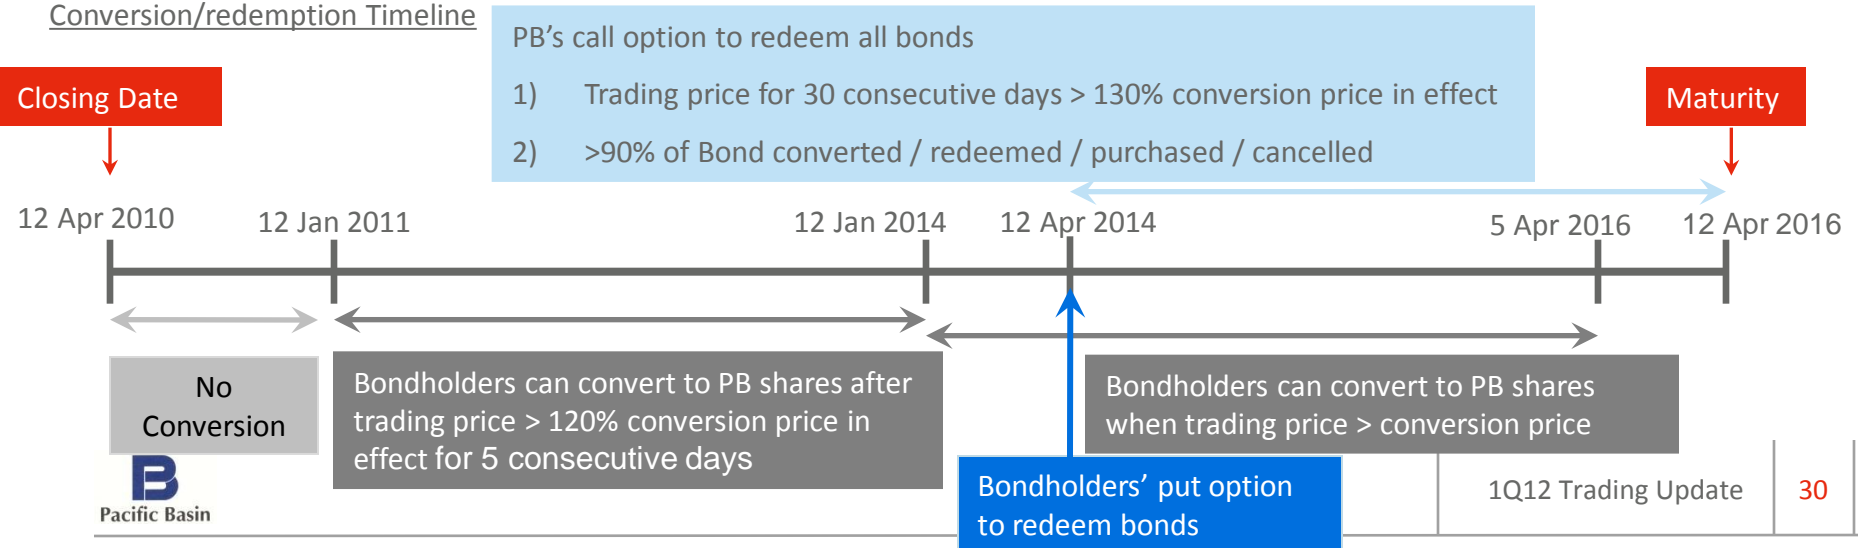 Conversion/redemption Timeline
PB's call option to redeem all bonds
1) Trading price for 30 consecutive days > 130% conversion price in effect
2) >90% of Bond converted / redeemed / purchased / cancelled
Closing Date
Maturity
12 Apr 2010
12 Jan 2011
12 Jan 2014
12 Apr 2014
5 Apr 2016
12 Apr 2016
No
Conversion
Bondholders can convert to PB shares after
trading price > 120% conversion price in
effect for 5 consecutive days
Bondholders can convert to PB shares
when trading price > conversion price
Bondholders’ put option
to redeem bonds
Pacific Basin
1Q12 Trading Update
30